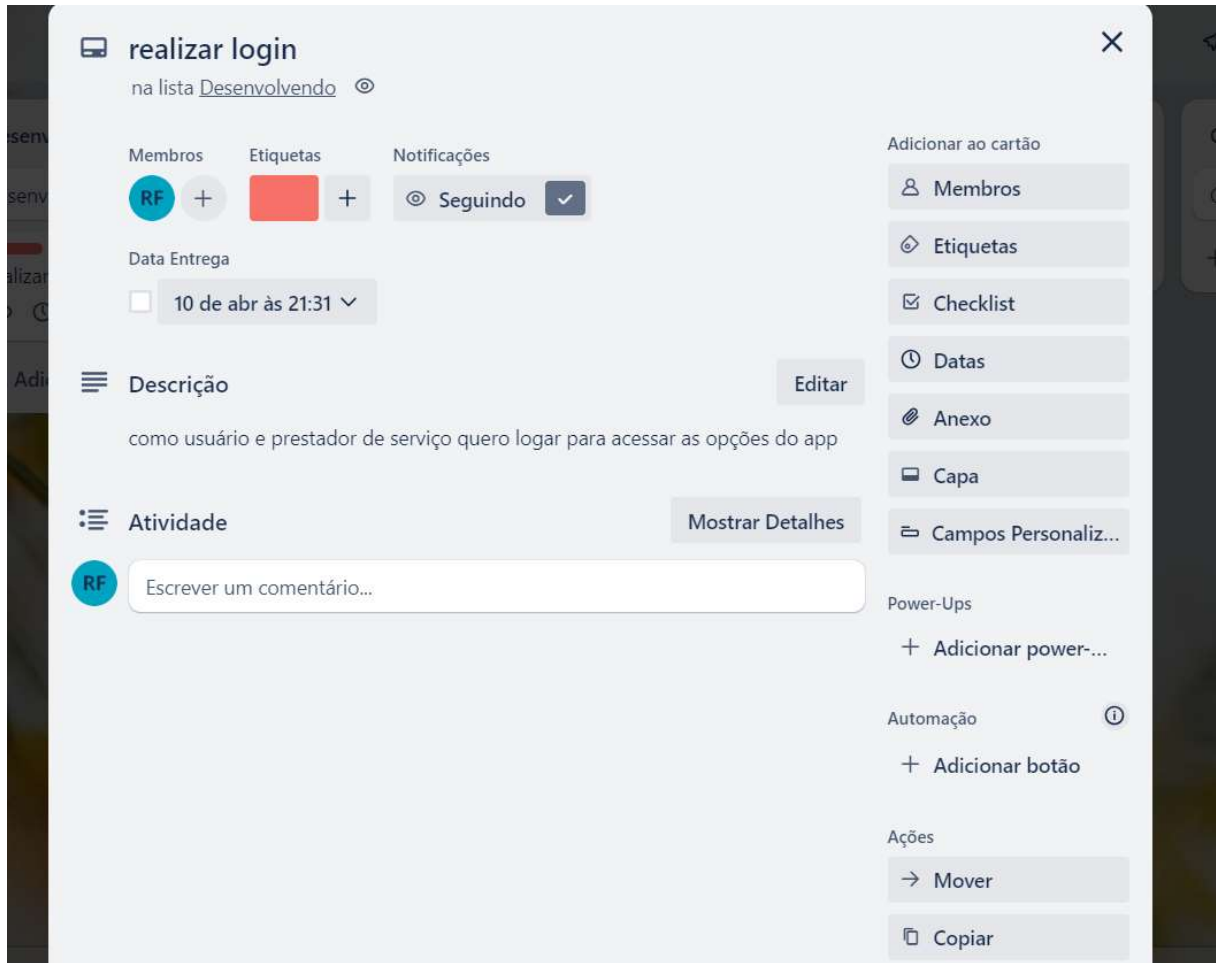 realizar login
na lista Desenvolvendo
Membros Etiquetas Notificações
RF
Seguindo
Data Entrega
10 de abr às 21:31
Descrição
Editar
como usuário e prestador de serviço quero logar para acessar as opções do app
Atividade
Mostrar Detalhes
RF
Escrever um comentário...
Adicionar ao cartão
Membros
Etiquetas
Checklist
Datas
Anexo
Capa
Campos Personaliz...
Power-Ups
+ Adicionar power-...
Automação
+ Adicionar botão
Ações
Mover
Copiar